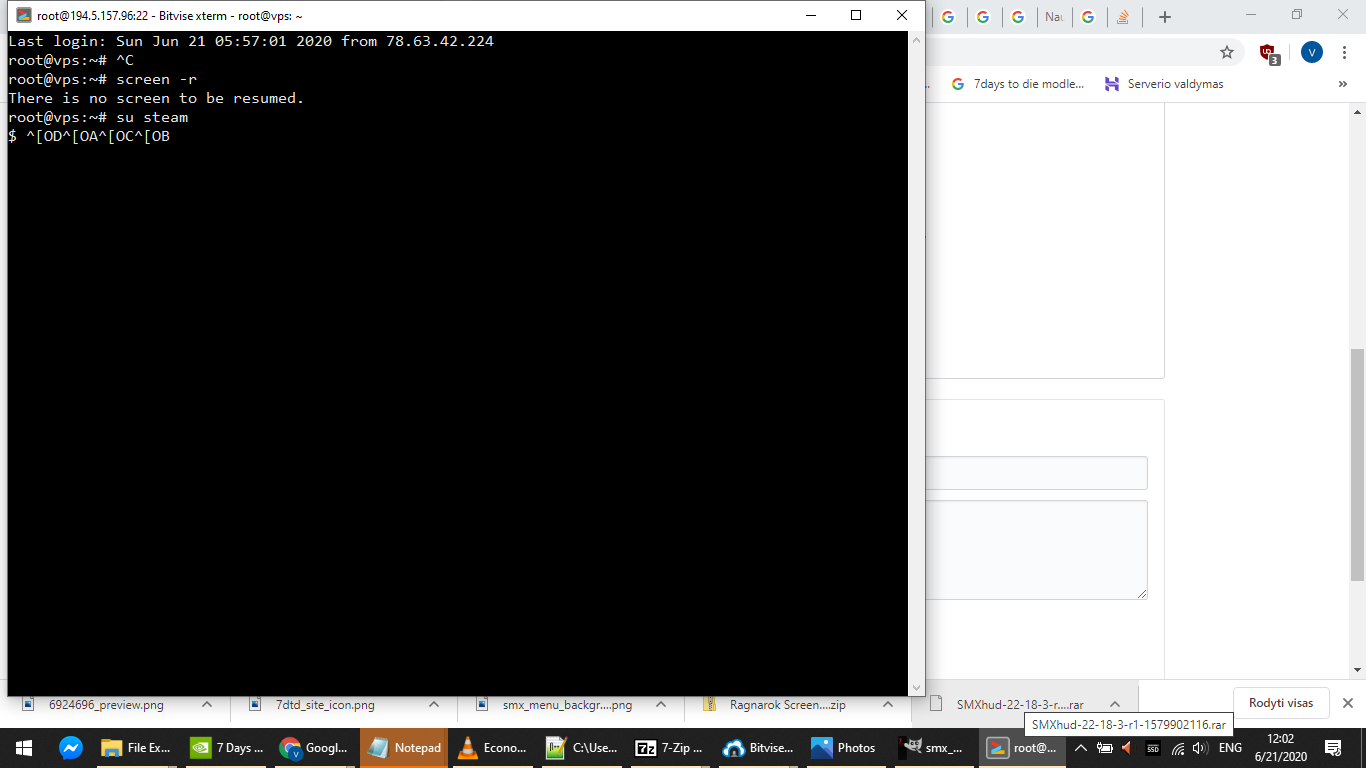 root@194.5.157.96:22 - Bitvise xterm - root@vps: ~
Last login: Sun Jun 21 05:57:01 2020 from 78.63.42.224
root@vps:~# ^C
root@vps:~# screen -r
There is no screen to be resumed.
root@vps:~# su steam
$ ^[OD^[OA^[OC^[OB
3
V
7days to die modle...
Serverio valdymas
»
6924696_preview.png
7dtd_site_icon.png
smx_menu_backgr....png
Ragnarok Screen....zip
SMXhud-22-18-3-r....rar
Rodyti visas
SMXhud-22-18-3-r1-1579902116.rar
File Ex...
7 Days ...
Googl...
Notepad
Econo...
C:\Use...
7-Zip ...
Bitvise...
Photos
smx_...
root@...
ENG
12:02
6/21/2020